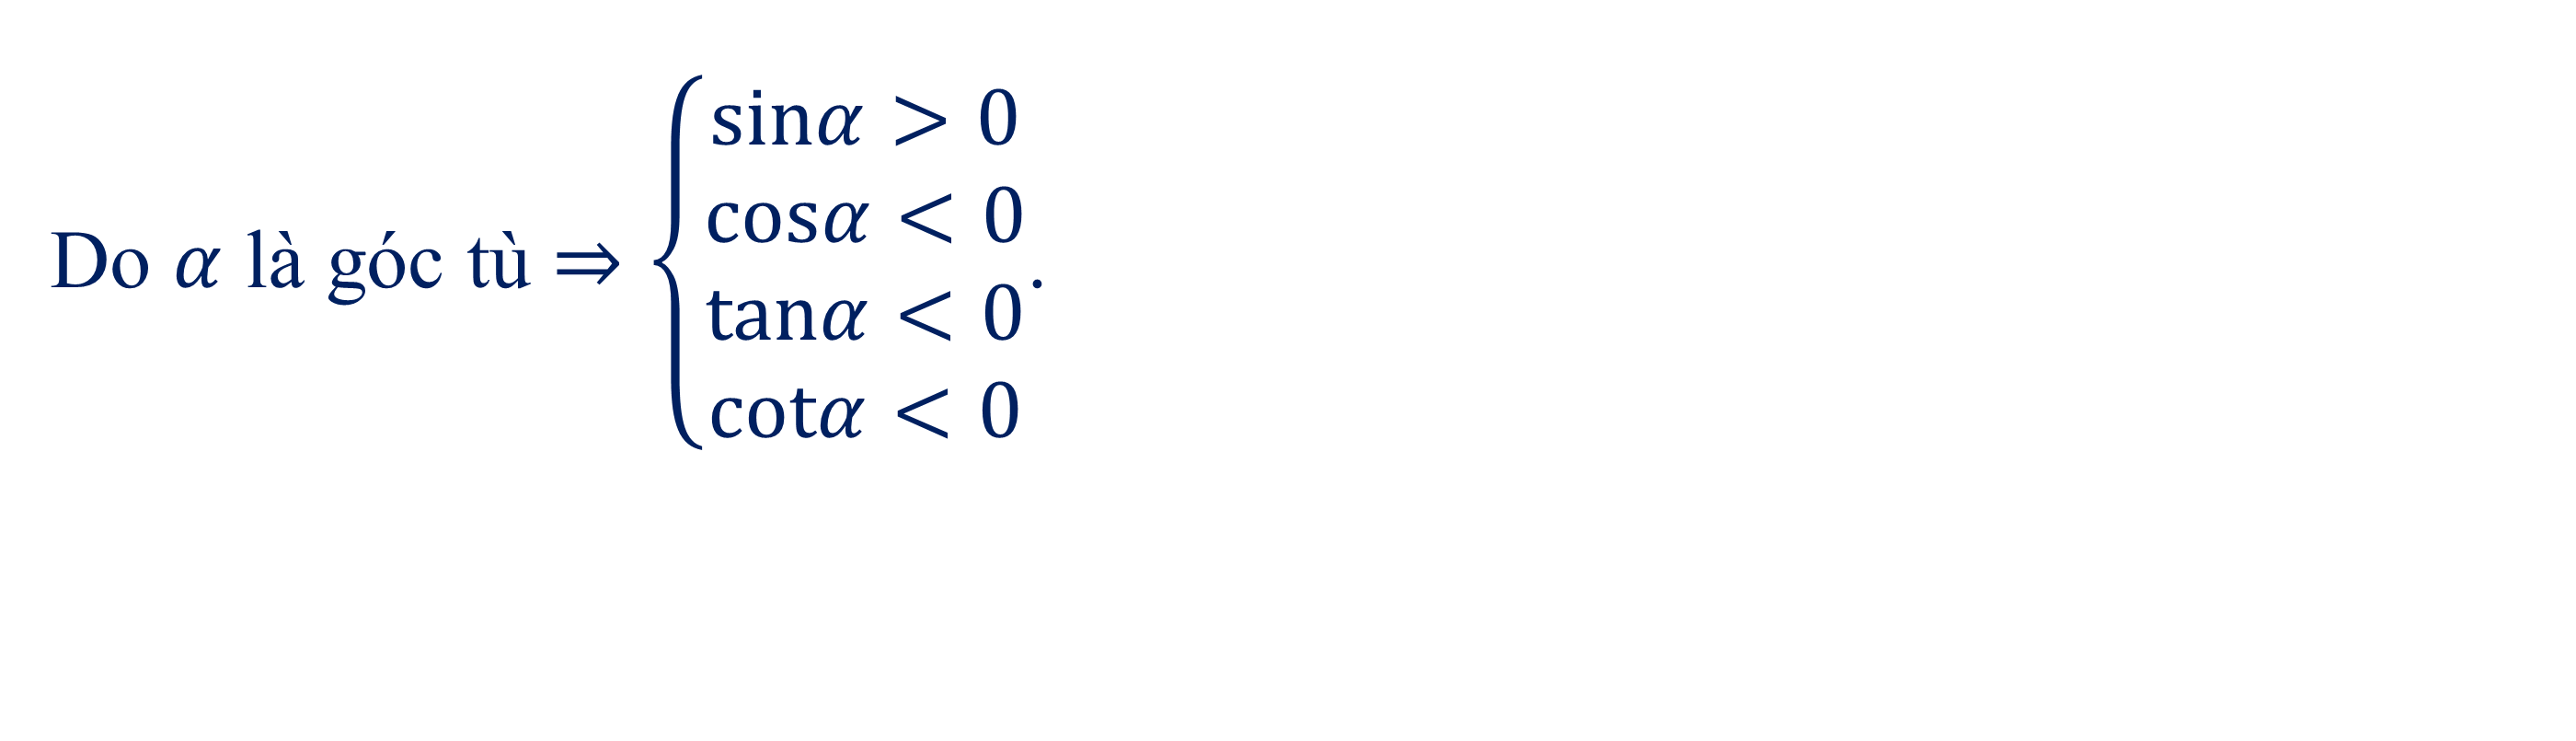 Do 𝛼 là góc tù ⇒ { sin𝛼 > 0
cos𝛼 < 0
tan𝛼 < 0
cot𝛼 < 0 .